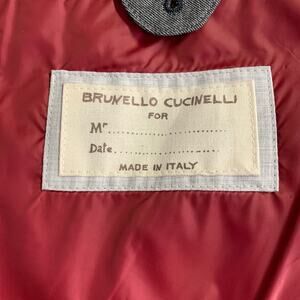 BRUNELLO CUCINELLI
FOR
Mr................
Date................
MADE IN ITALY